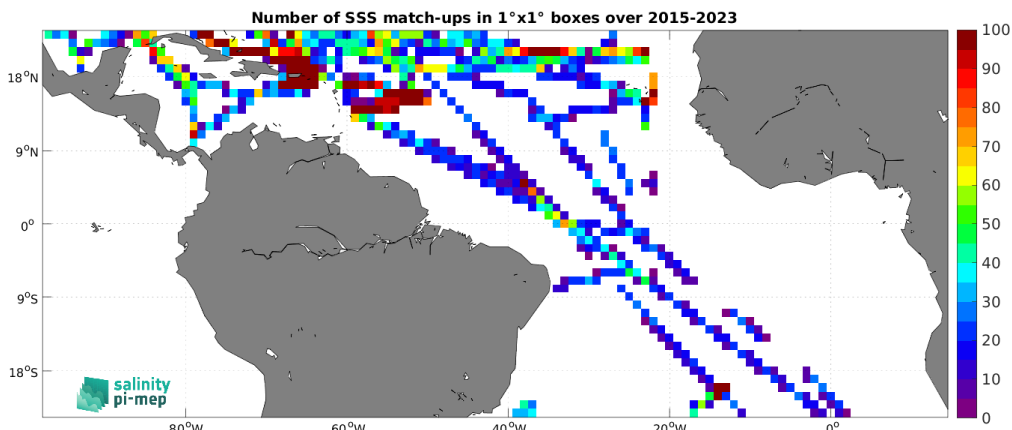 Number of SSS match-ups in 1°x1° boxes over 2015-2023
100
90
80
70
60
50
40
30
20
10
0
18°N
9°N
0°
9°S
18°S
80°W
60°W
40°W
20°W
0°
salinity
pi-mep